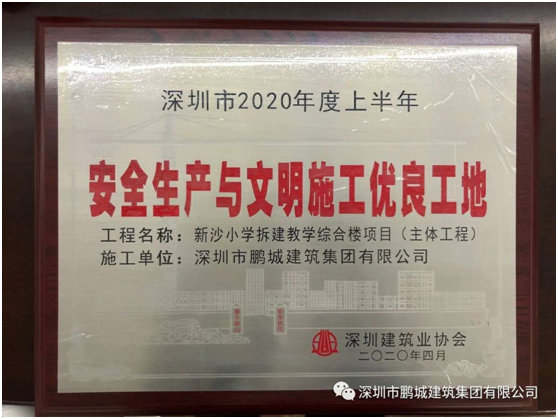 深圳市2020年度上半年
安全生产与文明施工优良工地
工程名称：新沙小学拆建教学综合楼项目（主体工程）
施工单位：深圳市鹏城建筑集团有限公司
深圳建筑业协会
二〇二〇年四月
深圳市鹏城建筑集团有限公司